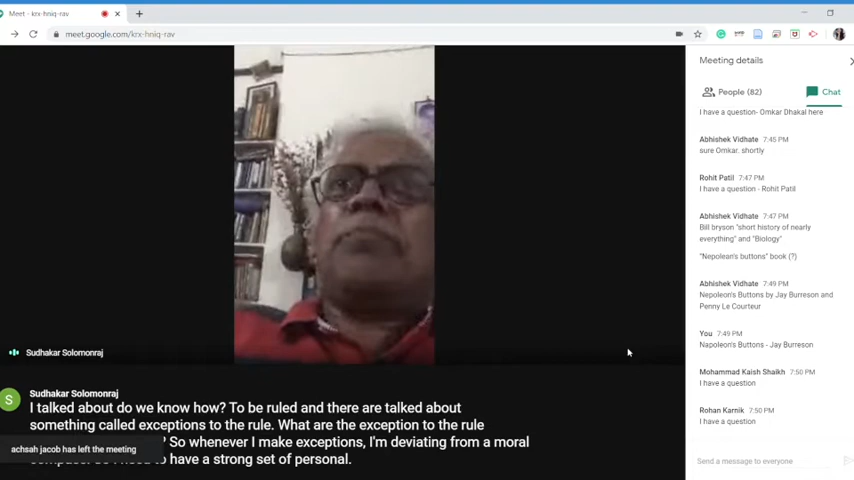 Meet - krx-hniq-rav
meet.google.com/krx-hniq-rav
Meeting details
People (82)
Chat
I have a question- Omkar Dhakal here
Abhishek Vidhate 7:45 PM
sure Omkar. shortly
Rohit Patil 7:47 PM
I have a question - Rohit Patil
Abhishek Vidhate 7:47 PM
Bill bryson "short history of nearly
everything" and "Biology"
"Nepolean's buttons" book (?)
Abhishek Vidhate 7:49 PM
Nepoleon's Buttons by Jay Burreson and
Penny Le Courteur
You 7:49 PM
Napoleon's Buttons - Jay Burreson
Mohammad Kaish Shaikh 7:50 PM
I have a question
Rohan Karnik 7:50 PM
I have a question
Send a message to everyone
Sudhakar Solomonraj
S
Sudhakar Solomonraj
I talked about do we know how? To be ruled and there are talked about
something called exceptions to the rule. What are the exception to the rule
? So whenever I make exceptions, I'm deviating from a moral
achsah jacob has left the meeting
have a strong set of personal.